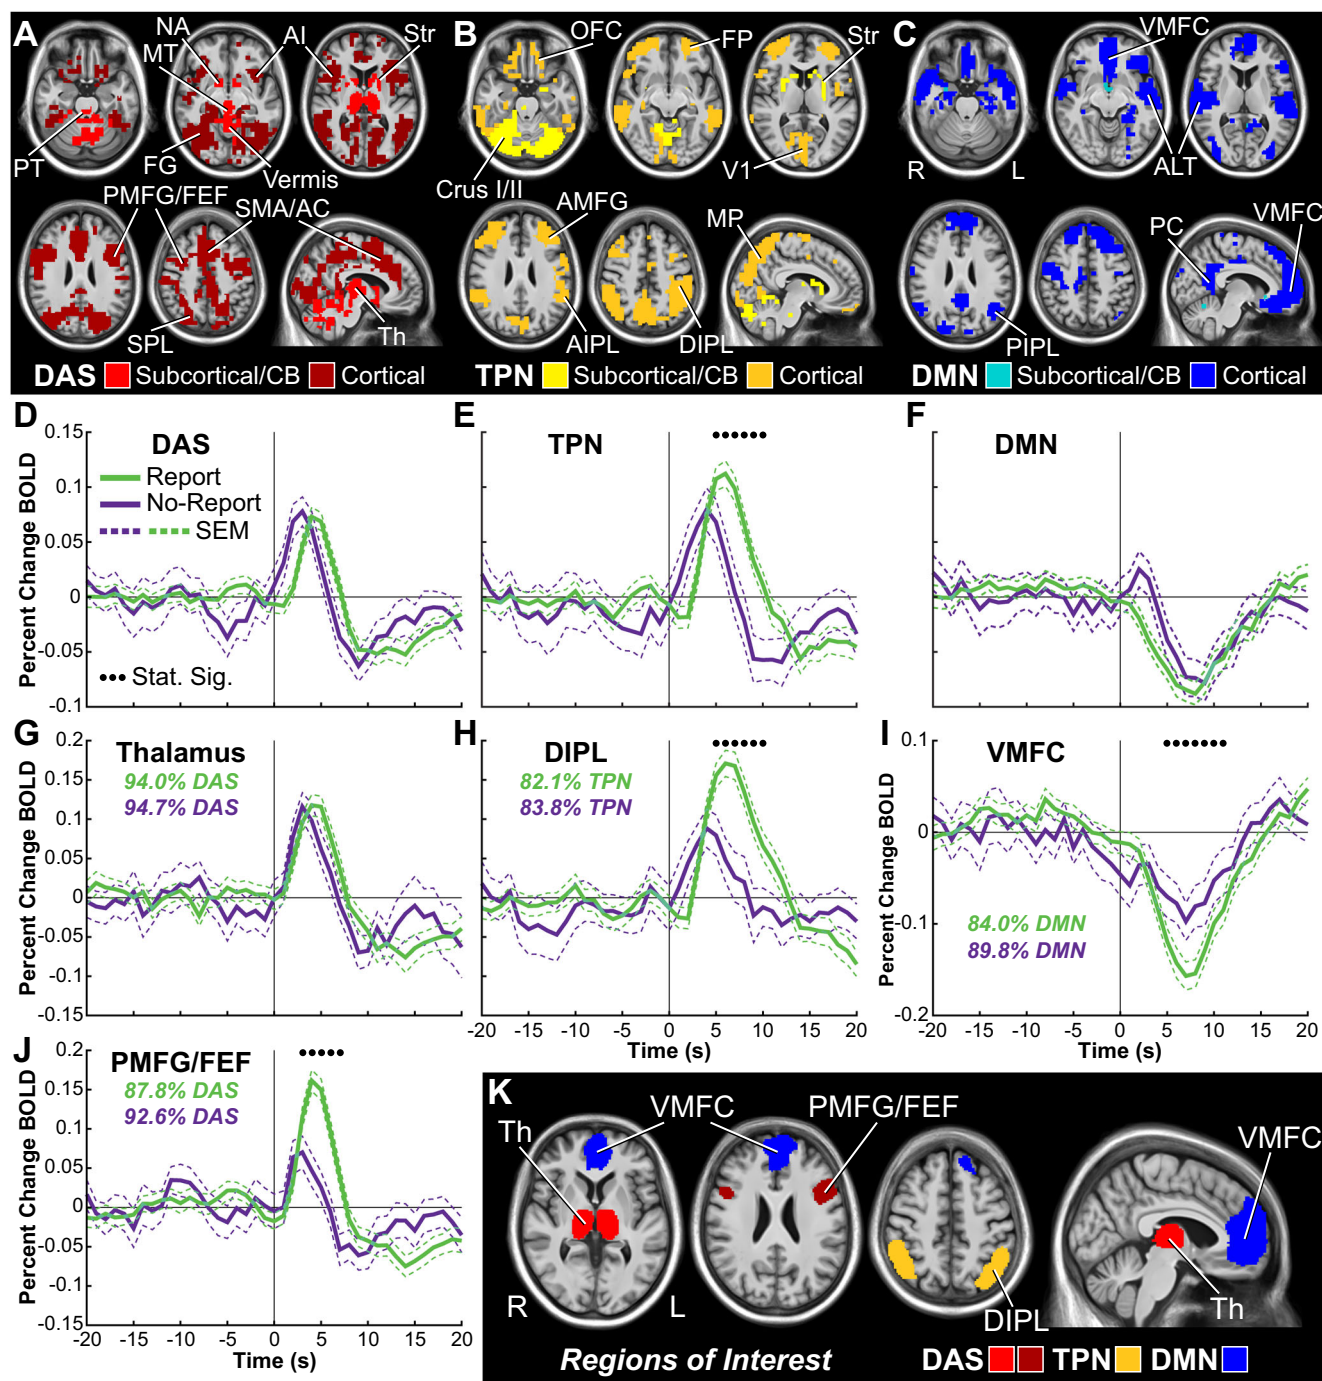 A
NA
MT
AI
Str
PT
FG
Vermis
PMFG/FEF
SMA/AC
SPL
Th
DAS Subcortical/CB Cortical
B
OFC
FP
Str
Crus I/II
V1
AMFG
MP
AIPL
DIPL
TPN Subcortical/CB Cortical
C
VMFC
R
L
ALT
PC
VMFC
PIPL
DMN Subcortical/CB Cortical
D
DAS
Report
No-Report
SEM
Stat. Sig.
Percent Change BOLD
0.15
0.1
0.05
0
-0.05
-0.1
-20 -15 -10 -5 0 5 10 15 20
E
TPN
F
DMN
G
Thalamus
94.0% DAS
94.7% DAS
Percent Change BOLD
0.2
0.15
0.1
0.05
0
-0.05
-0.1
-0.15
H
DIPL
82.1% TPN
83.8% TPN
-20 -15 -10 -5 0 5 10 15 20
Time (s)
I
VMFC
84.0% DMN
89.8% DMN
Percent Change BOLD
0.1
0
-0.1
-0.2
-20 -15 -10 -5 0 5 10 15 20
Time (s)
J
PMFG/FEF
87.8% DAS
92.6% DAS
Percent Change BOLD
0.2
0.15
0.1
0.05
0
-0.05
-0.1
-0.15
-20 -15 -10 -5 0 5 10 15 20
Time (s)
K
Th
VMFC
PMFG/FEF
VMFC
R
L
DIPL
Th
Regions of Interest
DAS TPN DMN